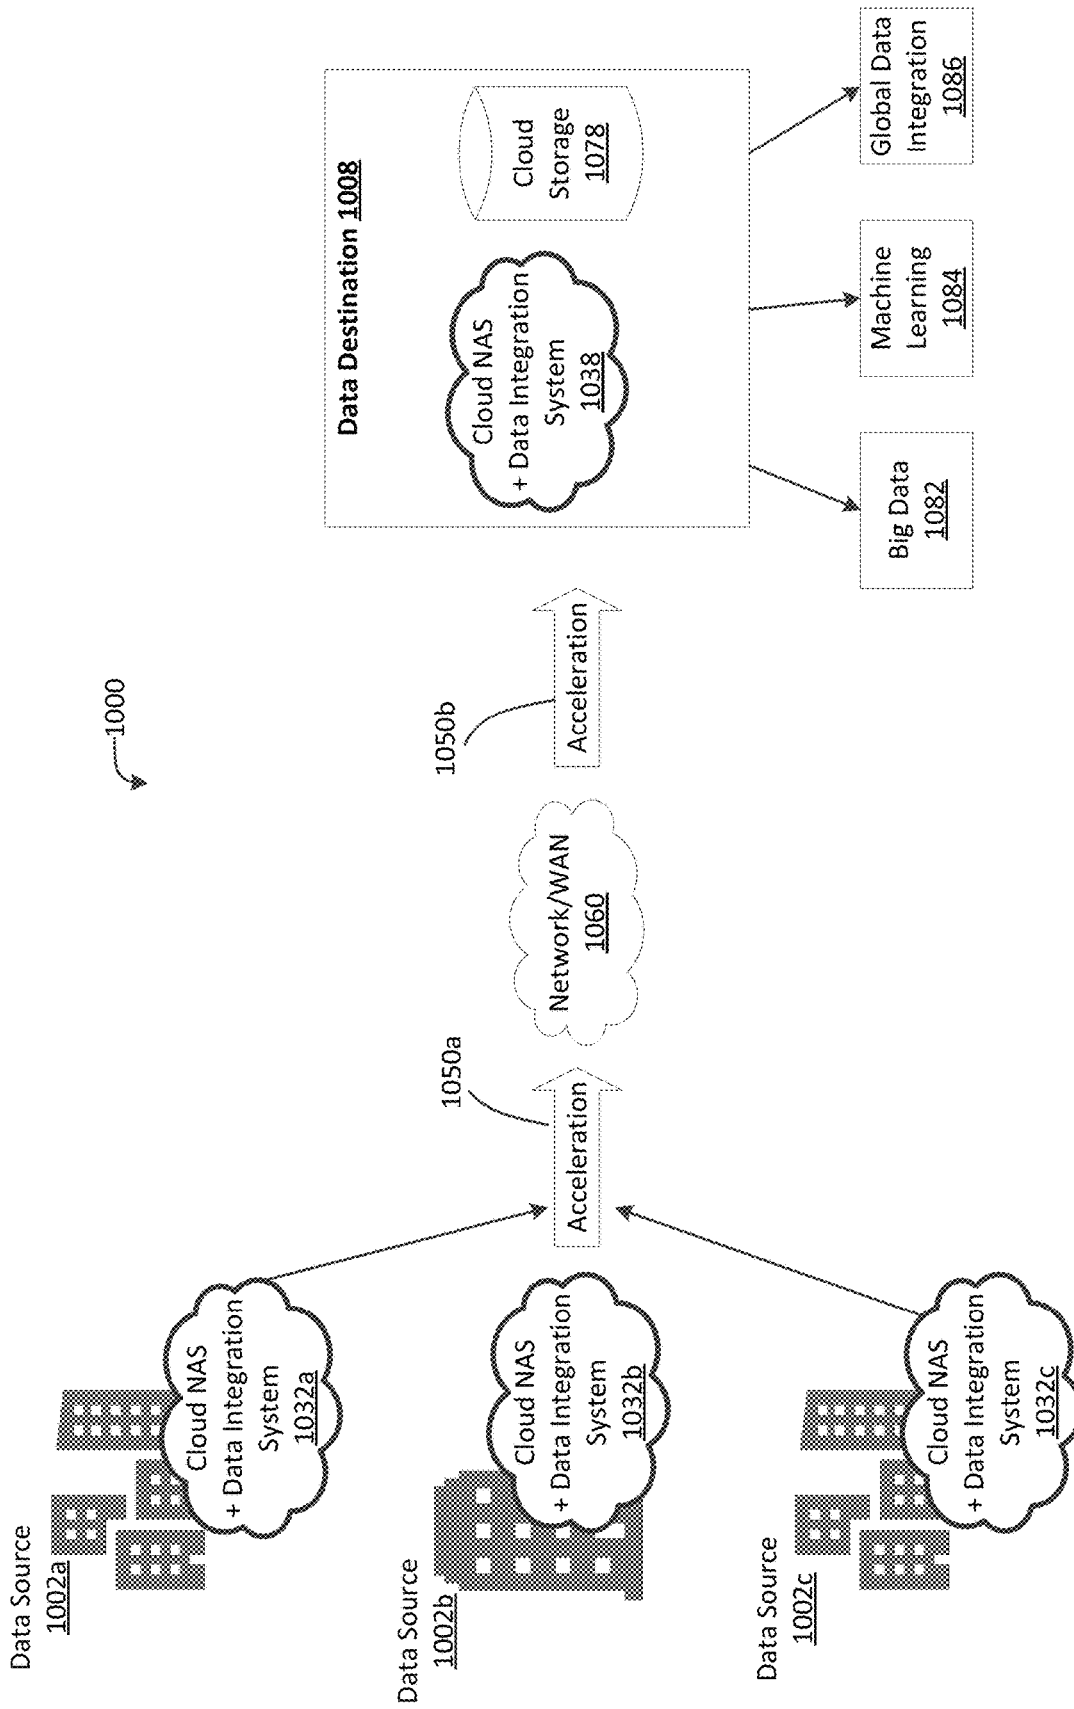 1000
Data Source
1002a
Cloud NAS
+ Data Integration
System
1032a
Data Source
1002b
Cloud NAS
+ Data Integration
System
1032b
Data Source
1002c
Cloud NAS
+ Data Integration
System
1032c
1050a
Acceleration
Network/WAN
1060
1050b
Acceleration
Data Destination 1008
Cloud NAS
+ Data Integration
System
1038
Cloud
Storage
1078
Big Data
1082
Machine
Learning
1084
Global Data
Integration
1086